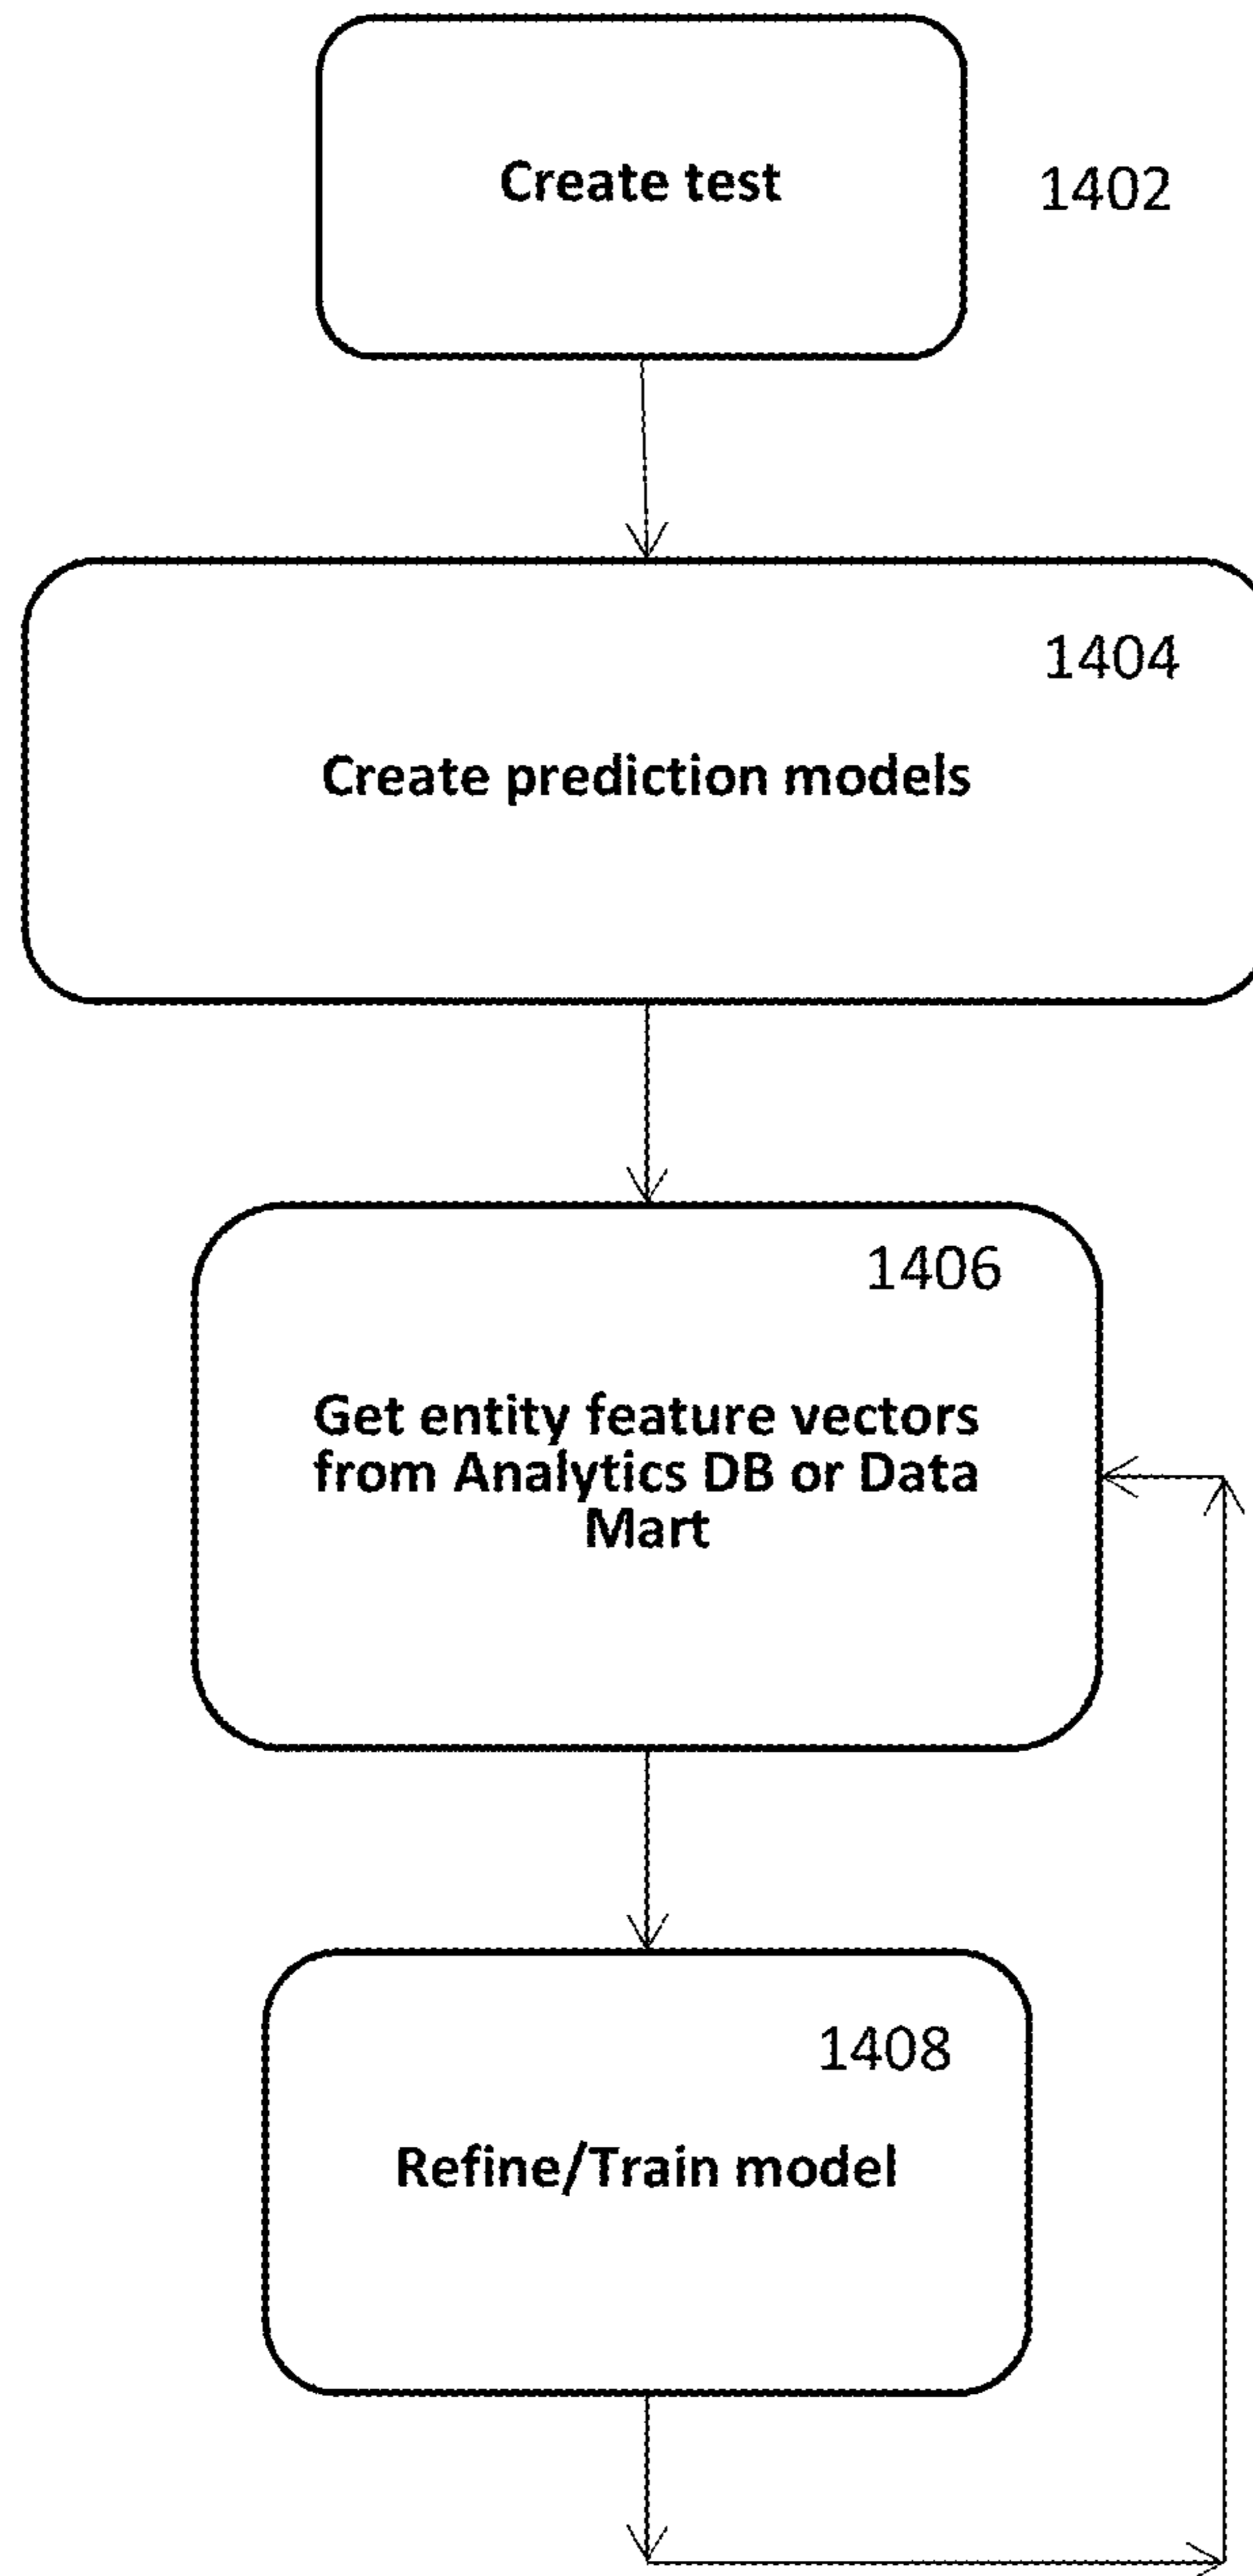 Create test
1402
1404
Create prediction models
1406
Get entity feature vectors
from Analytics DB or Data
Mart
1408
Refine/Train model